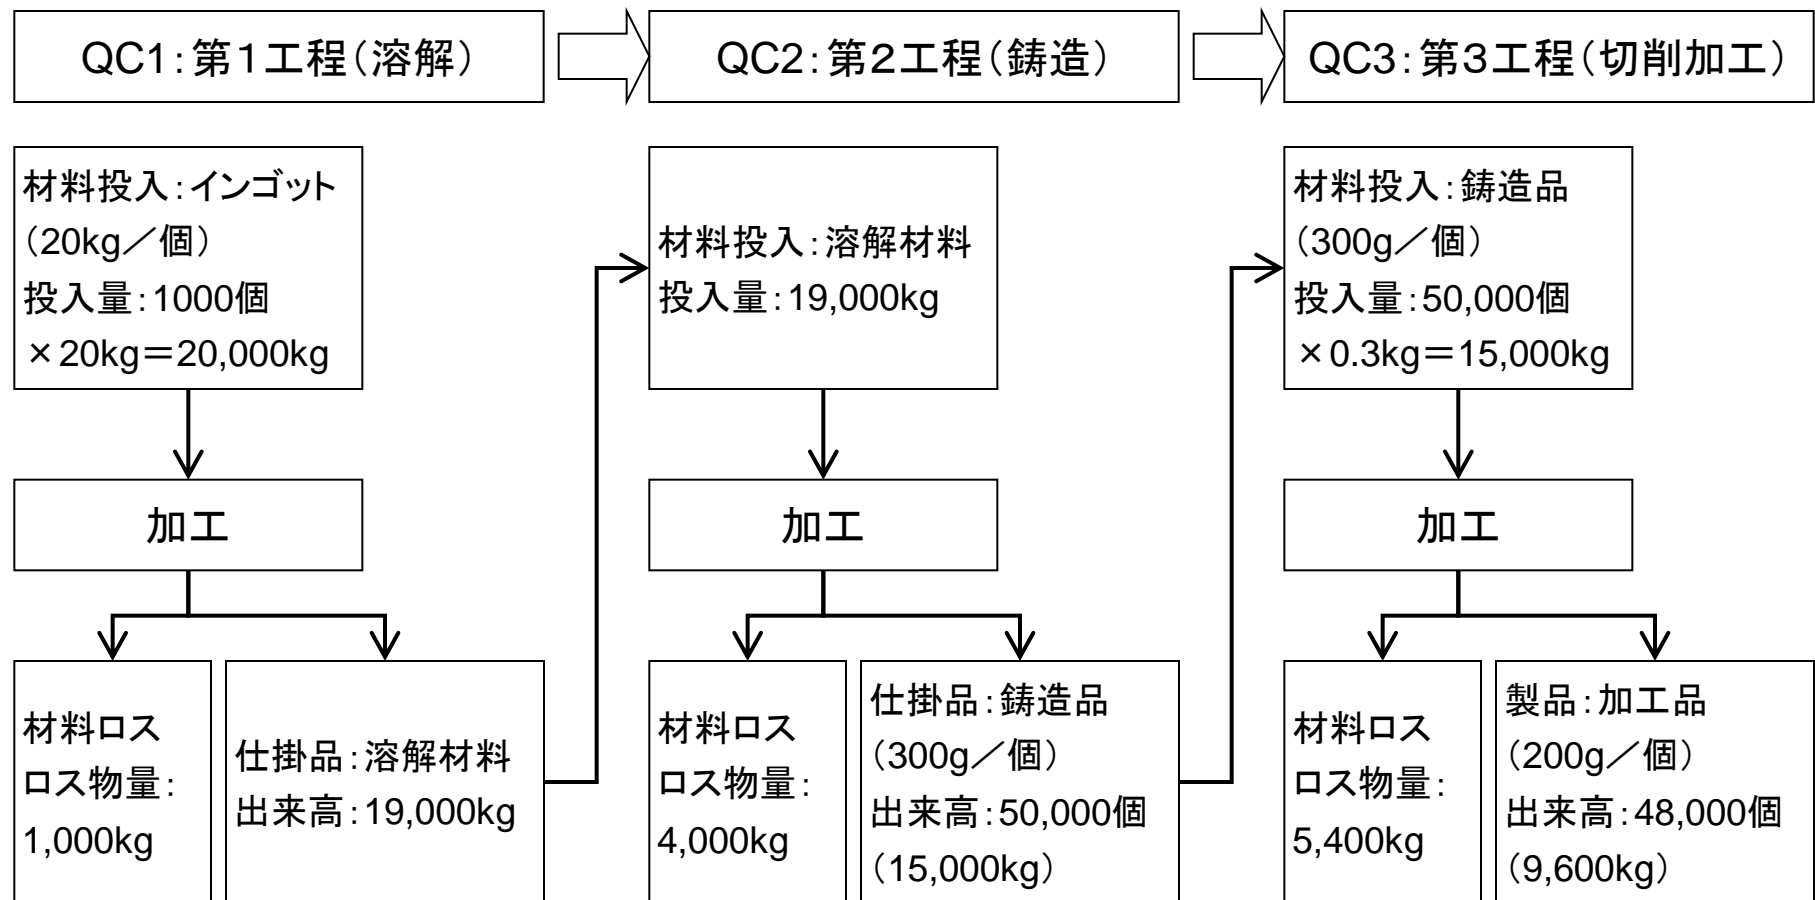 QC1:第1工程(溶解)
QC2:第2工程(鋳造)
QC3:第3工程(切削加工)
材料投入:インゴット
(20kg/個)
投入量:1000個
×20kg=20,000kg
材料投入:溶解材料
投入量:19,000kg
材料投入:鋳造品
(300g/個)
投入量:50,000個
×0.3kg=15,000kg
加工
加工
加工
材料ロス
ロス物量:
1,000kg
仕掛品:溶解材料
出来高:19,000kg
材料ロス
ロス物量:
4,000kg
仕掛品:鋳造品
(300g/個)
出来高:50,000個
(15,000kg)
材料ロス
ロス物量:
5,400kg
製品:加工品
(200g/個)
出来高:48,000個
(9,600kg)